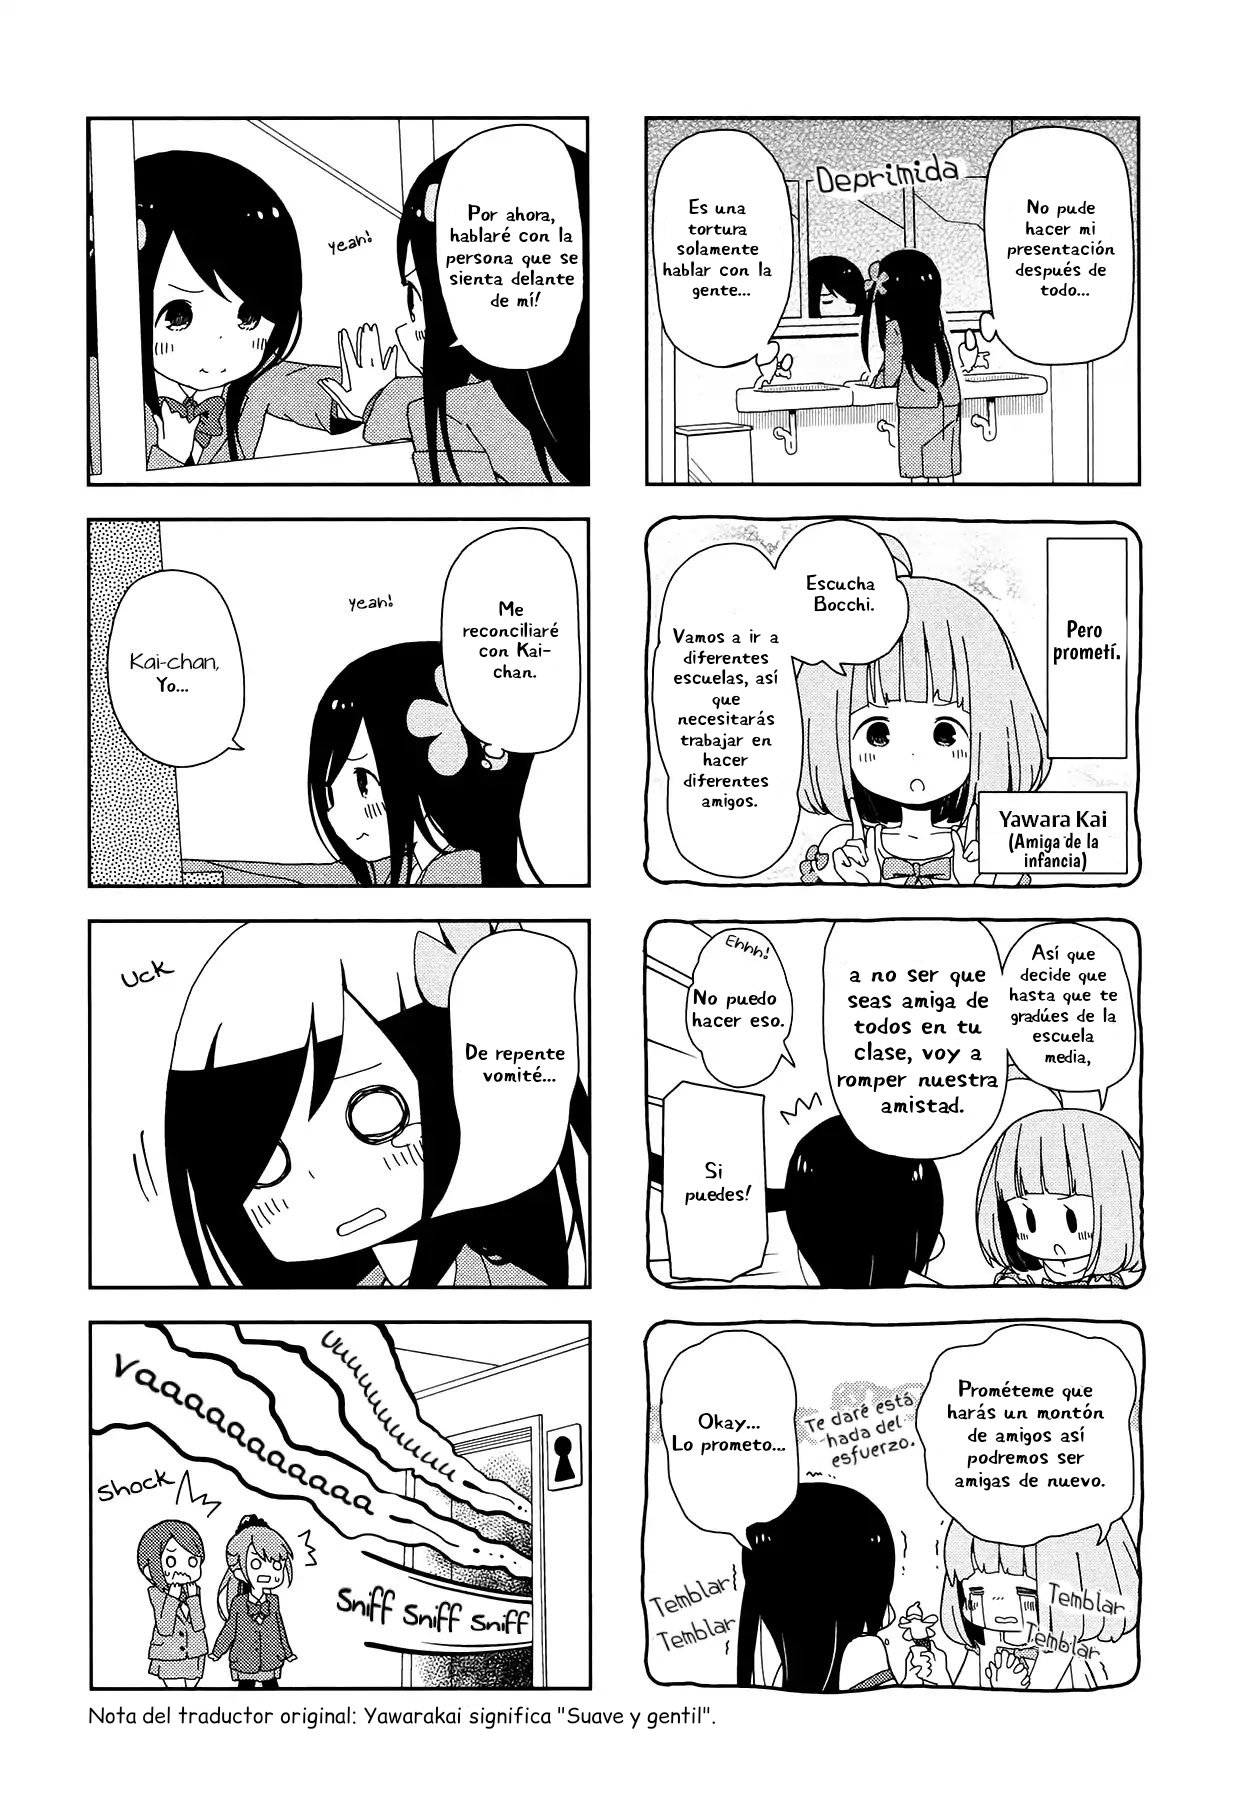 Deprimida
No pude
hacer mi
presentación
después de
todo...
Es una
tortura
solamente
hablar con la
gente...
Pero
prometí.
Escucha
Bocchi.
Vamos a ir a
diferentes
escuelas, así
que
necesitarás
trabajar en
hacer
diferentes
amigos.
Yawara Kai
(Amiga de la
infancia)
Así que
decide que
hasta que te
gradúes de la
escuela
media,
a no ser que
seas amiga de
todos en tu
clase, voy a
romper nuestra
amistad.
Ehhh!
No puedo
hacer eso.
Si
puedes!
Prométeme que
harás un montón
de amigos así
podremos ser
amigas de nuevo.
Te daré está
hada del
esfuerzo.
Okay...
Lo prometo...
Temblar
Temblar
Temblar
Temblar
Por ahora,
hablaré con la
persona que se
sienta delante
de mí!
yeah!
Me
reconciliaré
con Kai-
chan.
yeah!
Kai-chan,
Yo...
Uck
De repente
vomité...
uuuuuuuuuuu
vaaaaaaaaaaaa
Shock
Sniff Sniff Sniff
Nota del traductor original: Yawarakai significa "Suave y gentil".